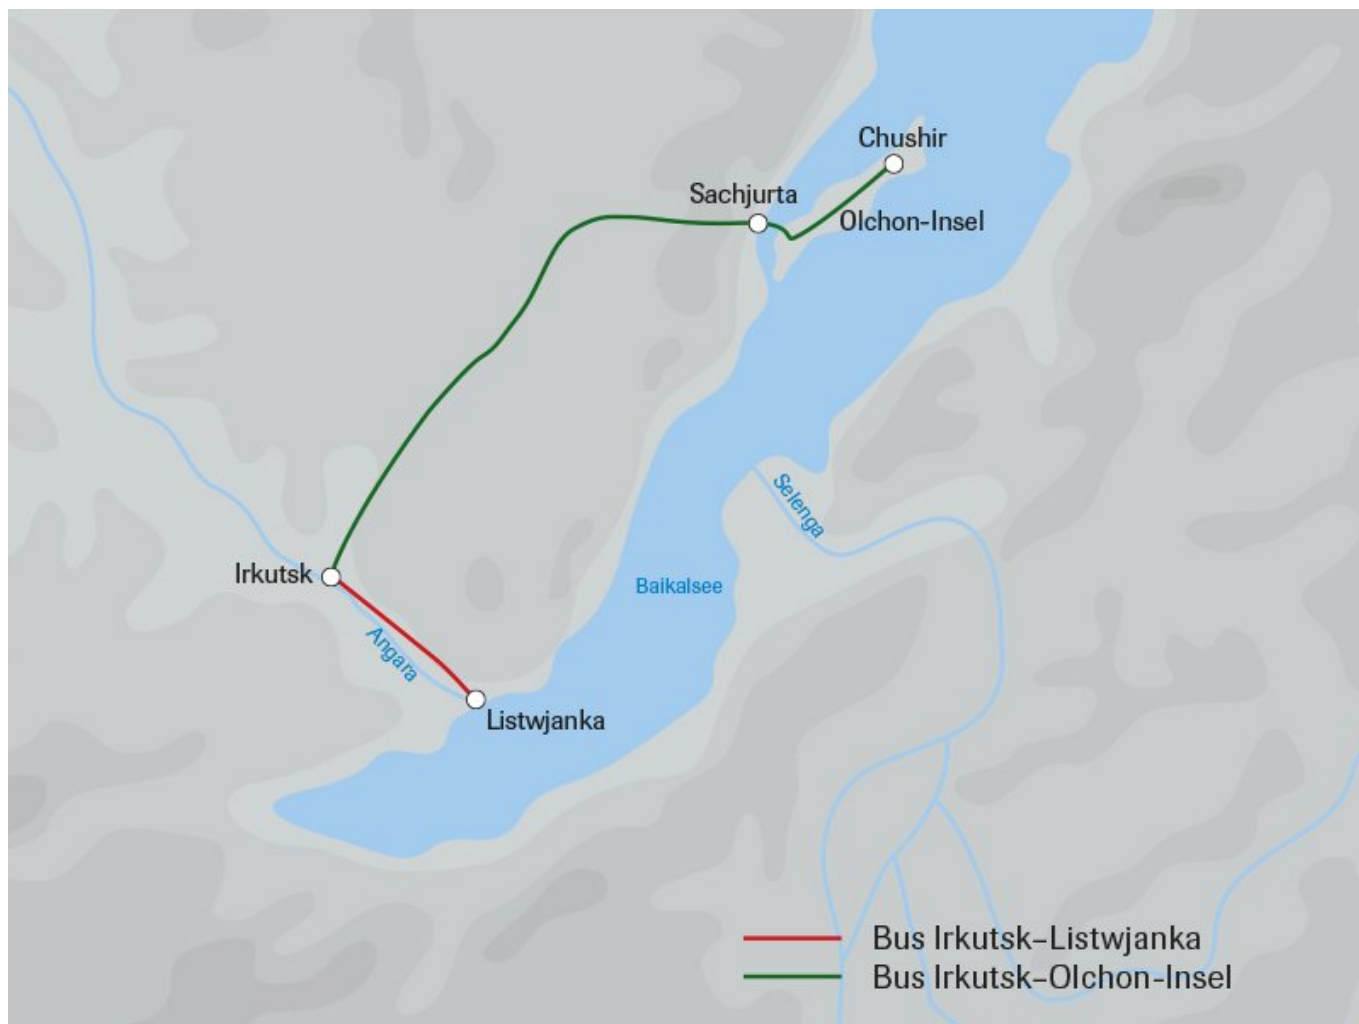 Chushir
Sachjurta
Olchon-Insel
Selenga
Irkutsk
Baikalsee
Angara
Listwjanka
Bus Irkutsk–Listwjanka
Bus Irkutsk–Olchon-Insel